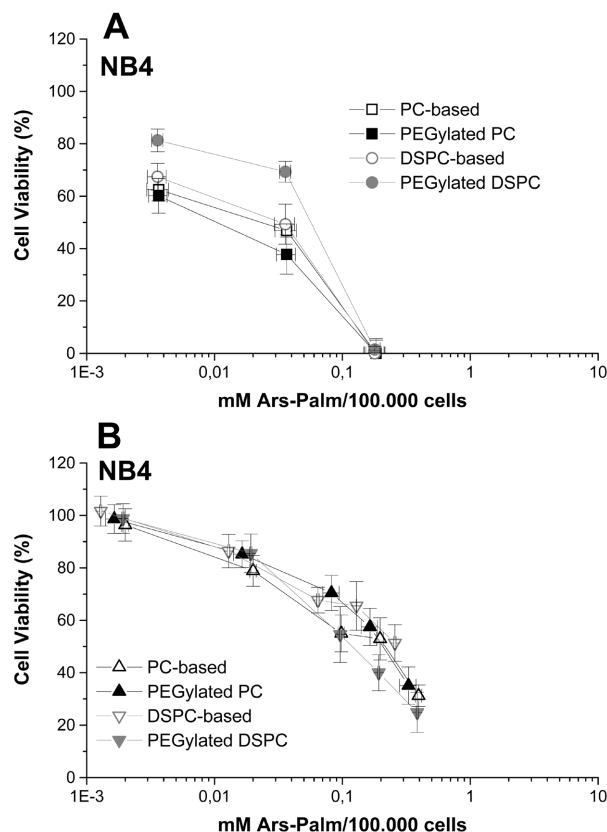 A
NB4
120
100
80
60
40
20
0
Cell Viability (%)
PC-based
PEGylated PC
DSPC-based
PEGylated DSPC
1E-3 0,01 0,1 1 10
mM Ars-Palm/100.000 cells
B
NB4
120
100
80
60
40
20
0
Cell Viability (%)
PC-based
PEGylated PC
DSPC-based
PEGylated DSPC
1E-3 0,01 0,1 1 10
mM Ars-Palm/100.000 cells